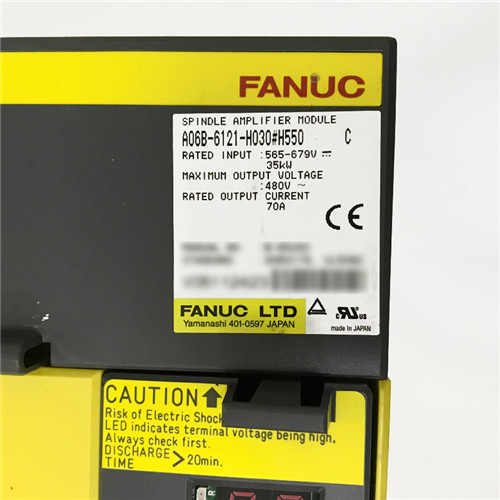 FANUC
SPINDLE AMPLIFIER MODULE
A06B-6121-H030#H550 C
RATED INPUT :565-679V ⎓
35kW
MAXIMUM OUTPUT VOLTAGE
:480V ~
RATED OUTPUT CURRENT
70A
CE
FANUC LTD
Yamanashi 401-0597 JAPAN
c RU us
made in JAPAN
CAUTION
Risk of Electric Shock
LED indicates terminal voltage being high.
Always check first.
DISCHARGE > 20min.
TIME
R